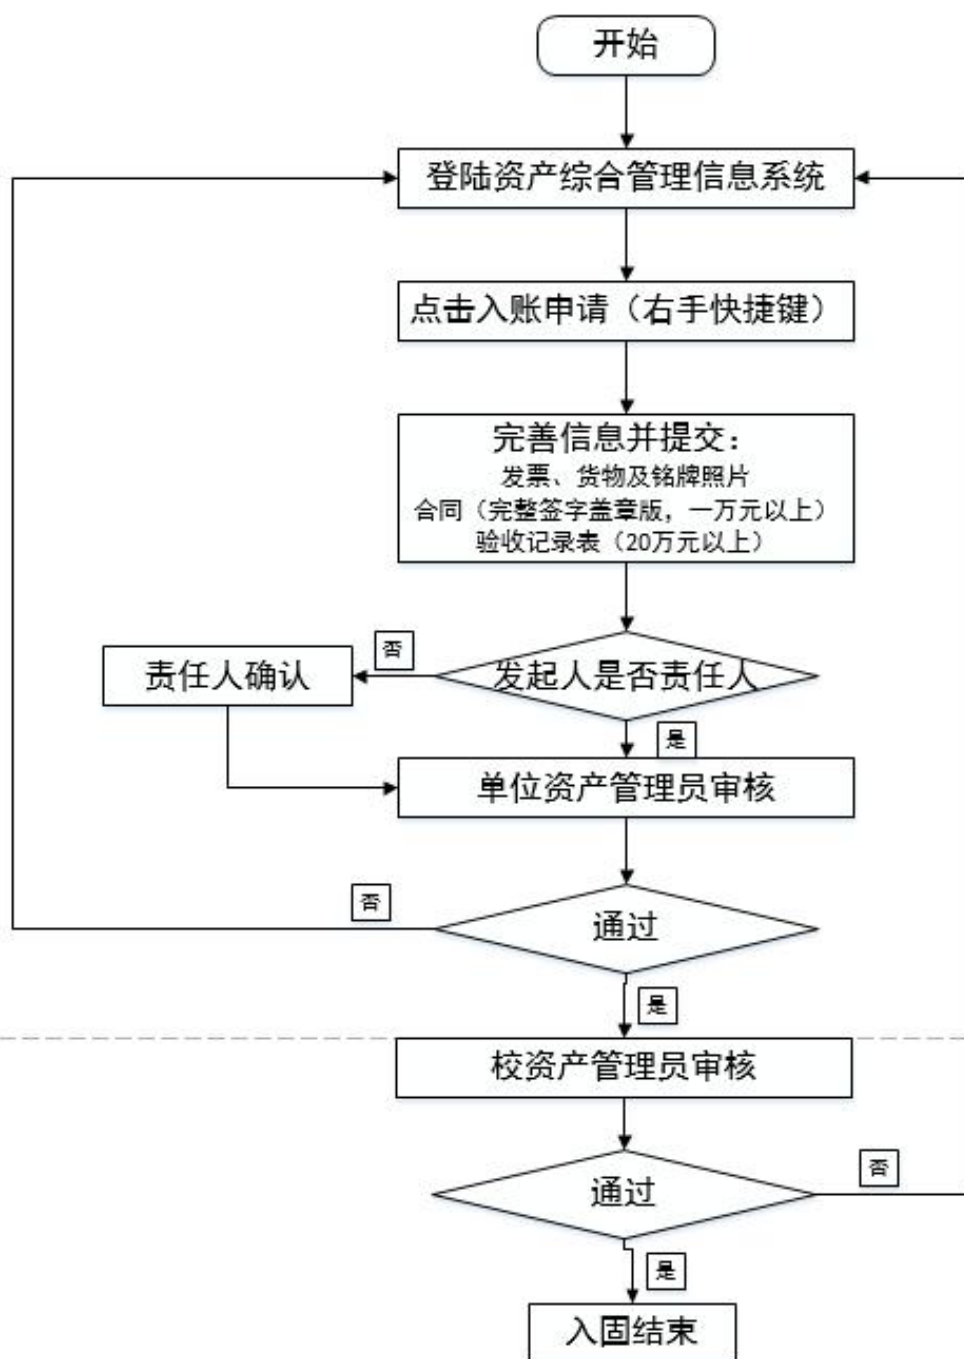 开始
登陆资产综合管理信息系统
点击入账申请（右手快捷键）
完善信息并提交：
发票、货物及铭牌照片
合同（完整签字盖章版，一万元以上）
验收记录表（20万元以上）
否
责任人确认
发起人是否责任人
是
单位资产管理员审核
否
通过
是
校资产管理员审核
否
通过
是
入固结束